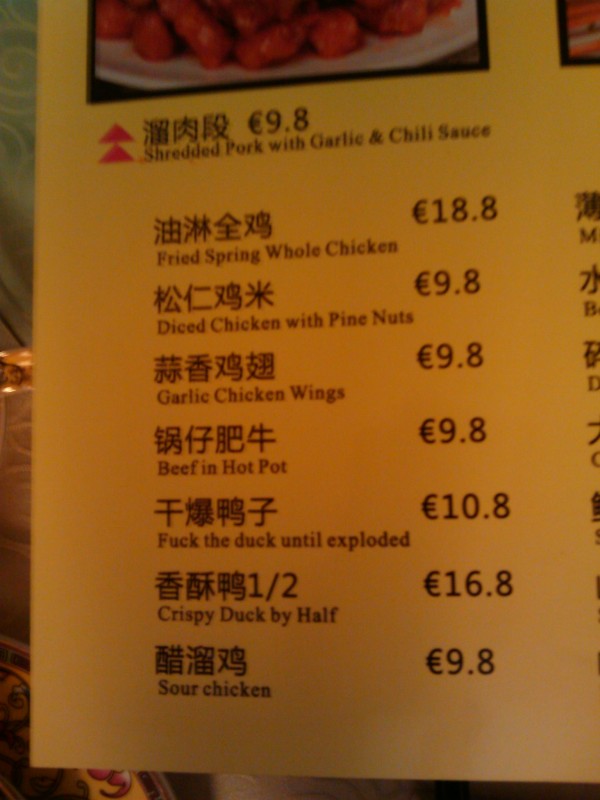 溜肉段 €9.8
Shredded Pork with Garlic & Chili Sauce
油淋全鸡 €18.8
Fried Spring Whole Chicken
松仁鸡米 €9.8
Diced Chicken with Pine Nuts
蒜香鸡翅 €9.8
Garlic Chicken Wings
锅仔肥牛 €9.8
Beef in Hot Pot
干爆鸭子 €10.8
Fuck the duck until exploded
香酥鸭1/2 €16.8
Crispy Duck by Half
醋溜鸡 €9.8
Sour chicken